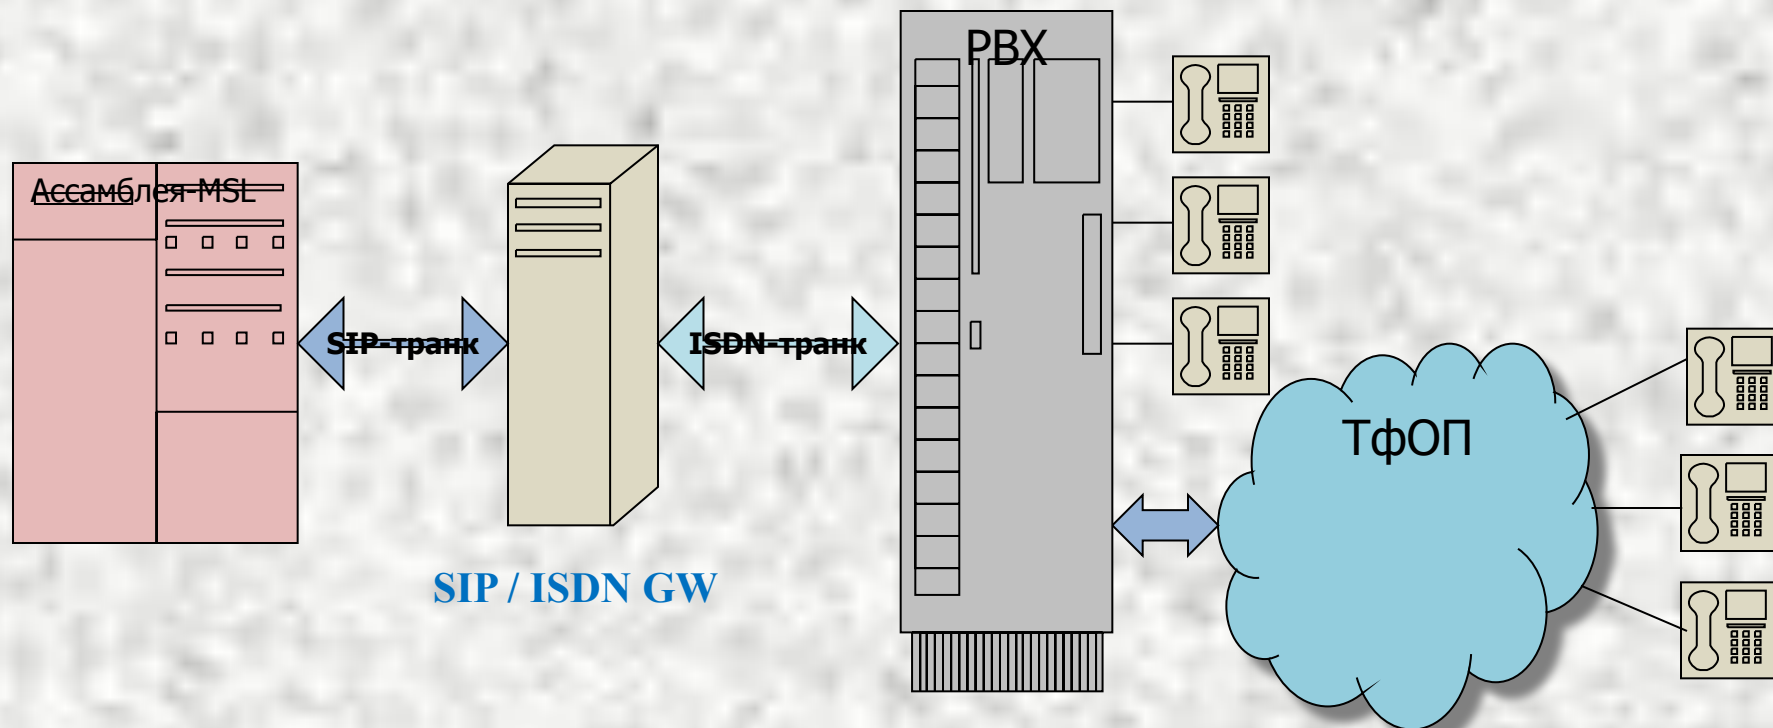 PBX
Ассамблея-MSL
SIP-транк
ISDN-транк
ТфОП
SIP / ISDN GW